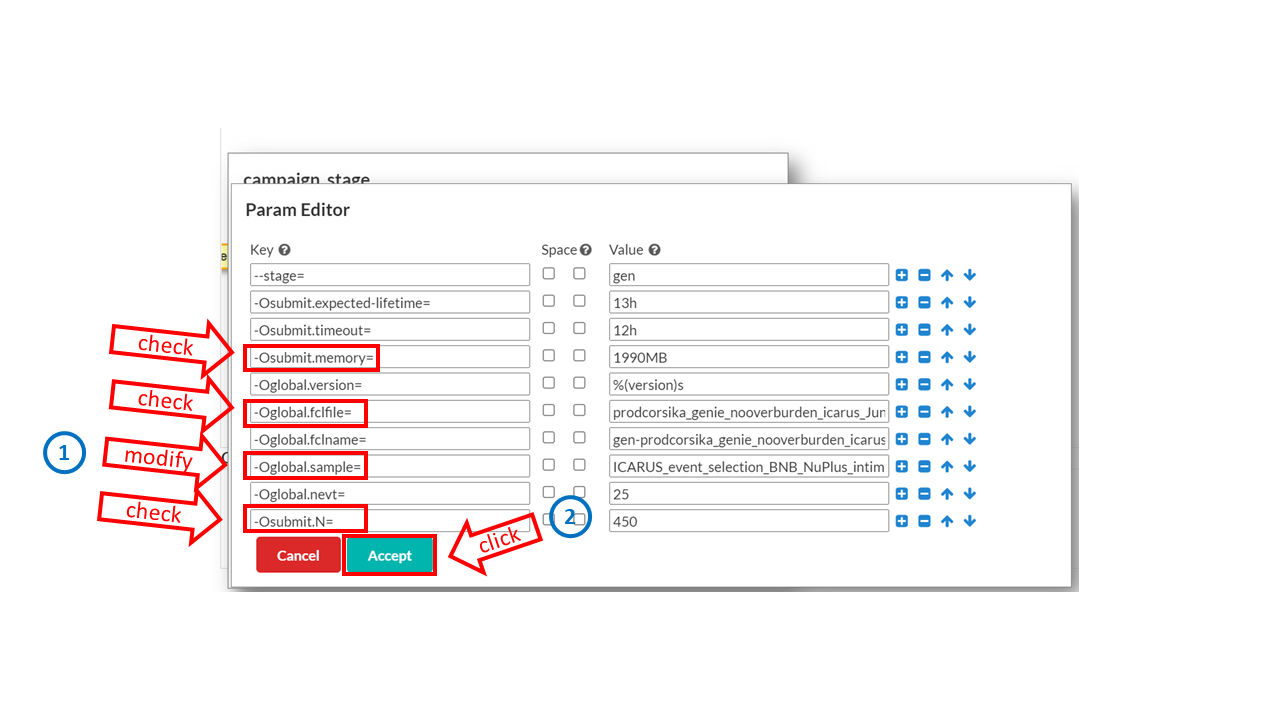 campaign_stage
Param Editor
Key Space Value
--stage= gen
-Osubmit.expected-lifetime= 13h
-Osubmit.timeout= 12h
check -Osubmit.memory= 1990MB
-Oglobal.version= %(version)s
check -Oglobal.fclfile= prodcorsika_genie_nooverburden_icarus_Jun
-Oglobal.fclname= gen-prodcorsika_genie_nooverburden_icarus
1 modify -Oglobal.sample= ICARUS_event_selection_BNB_NuPlus_intim
-Oglobal.nevt= 25
check -Osubmit.N= 2 450
Cancel Accept click